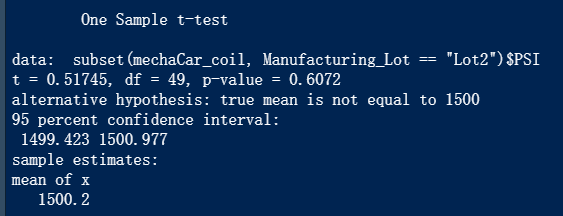 One Sample t-test
data:  subset(mechaCar_coil, Manufacturing_Lot == "Lot2")$PSI
t = 0.51745, df = 49, p-value = 0.6072
alternative hypothesis: true mean is not equal to 1500
95 percent confidence interval:
 1499.423 1500.977
sample estimates:
mean of x
   1500.2